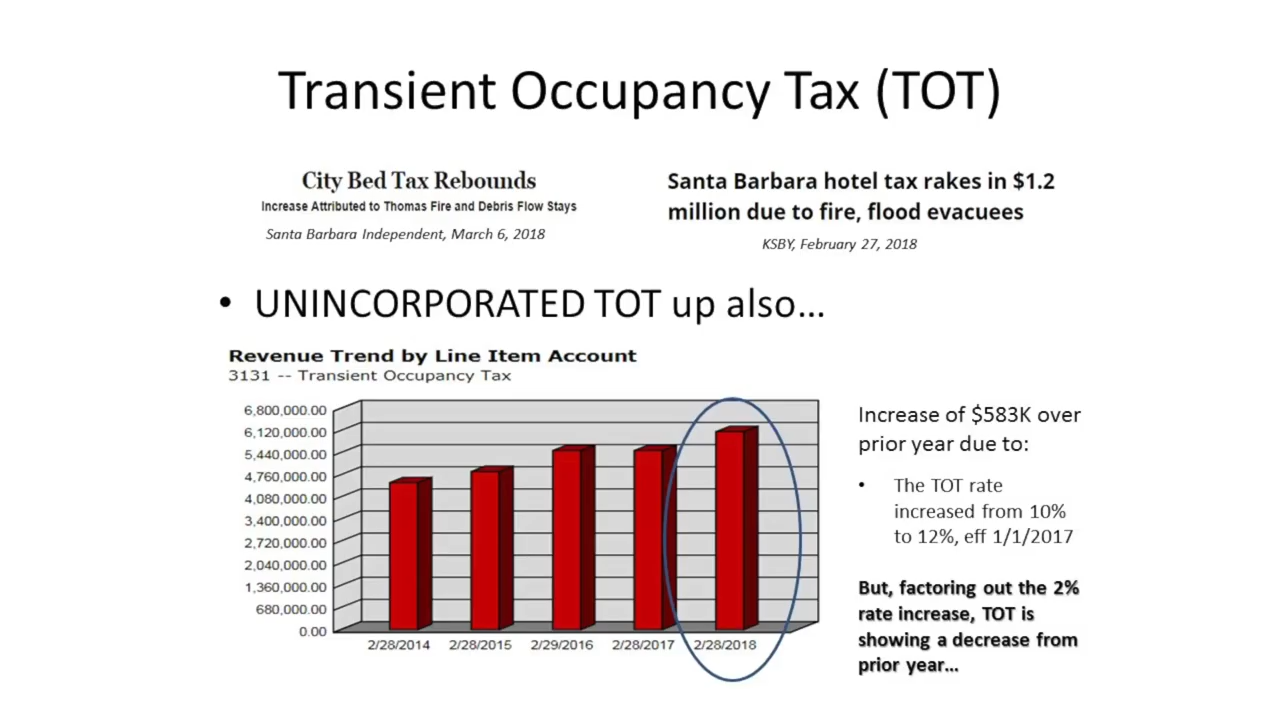 Transient Occupancy Tax (TOT)
City Bed Tax Rebounds
Increase Attributed to Thomas Fire and Debris Flow Stays
Santa Barbara Independent, March 6, 2018
Santa Barbara hotel tax rakes in $1.2
million due to fire, flood evacuees
KSBY, February 27, 2018
• UNINCORPORATED TOT up also…
Revenue Trend by Line Item Account
3131 -- Transient Occupancy Tax
6,800,000.00
6,120,000.00
5,440,000.00
4,760,000.00
4,080,000.00
3,400,000.00
2,720,000.00
2,040,000.00
1,360,000.00
680,000.00
0.00
2/28/2014 2/28/2015 2/29/2016 2/28/2017 2/28/2018
Increase of $583K over
prior year due to:
• The TOT rate
increased from 10%
to 12%, eff 1/1/2017
But, factoring out the 2%
rate increase, TOT is
showing a decrease from
prior year…